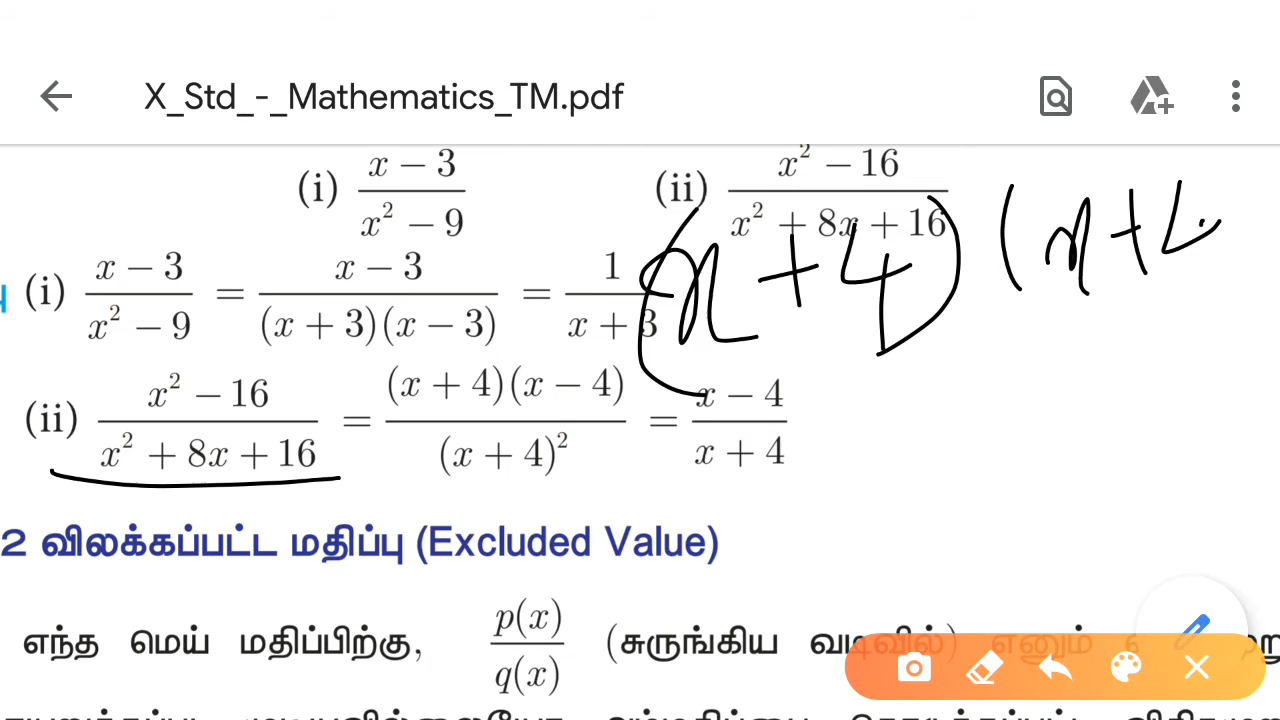 X_Std_-_Mathematics_TM.pdf
(i) x − 3 / x² − 9 (ii) x² − 16 / x² + 8x + 16
(x + 4) (x + 4
(i) x − 3 / x² − 9 = x − 3 / (x + 3)(x − 3) = 1 / x + 3
(ii) x² − 16 / x² + 8x + 16 = (x + 4)(x − 4) / (x + 4)² = x − 4 / x + 4
2 விலக்கப்பட்ட மதிப்பு (Excluded Value)
எந்த மெய் மதிப்பிற்கு, p(x) / q(x) (சுருங்கிய வடிவில்) எனும்